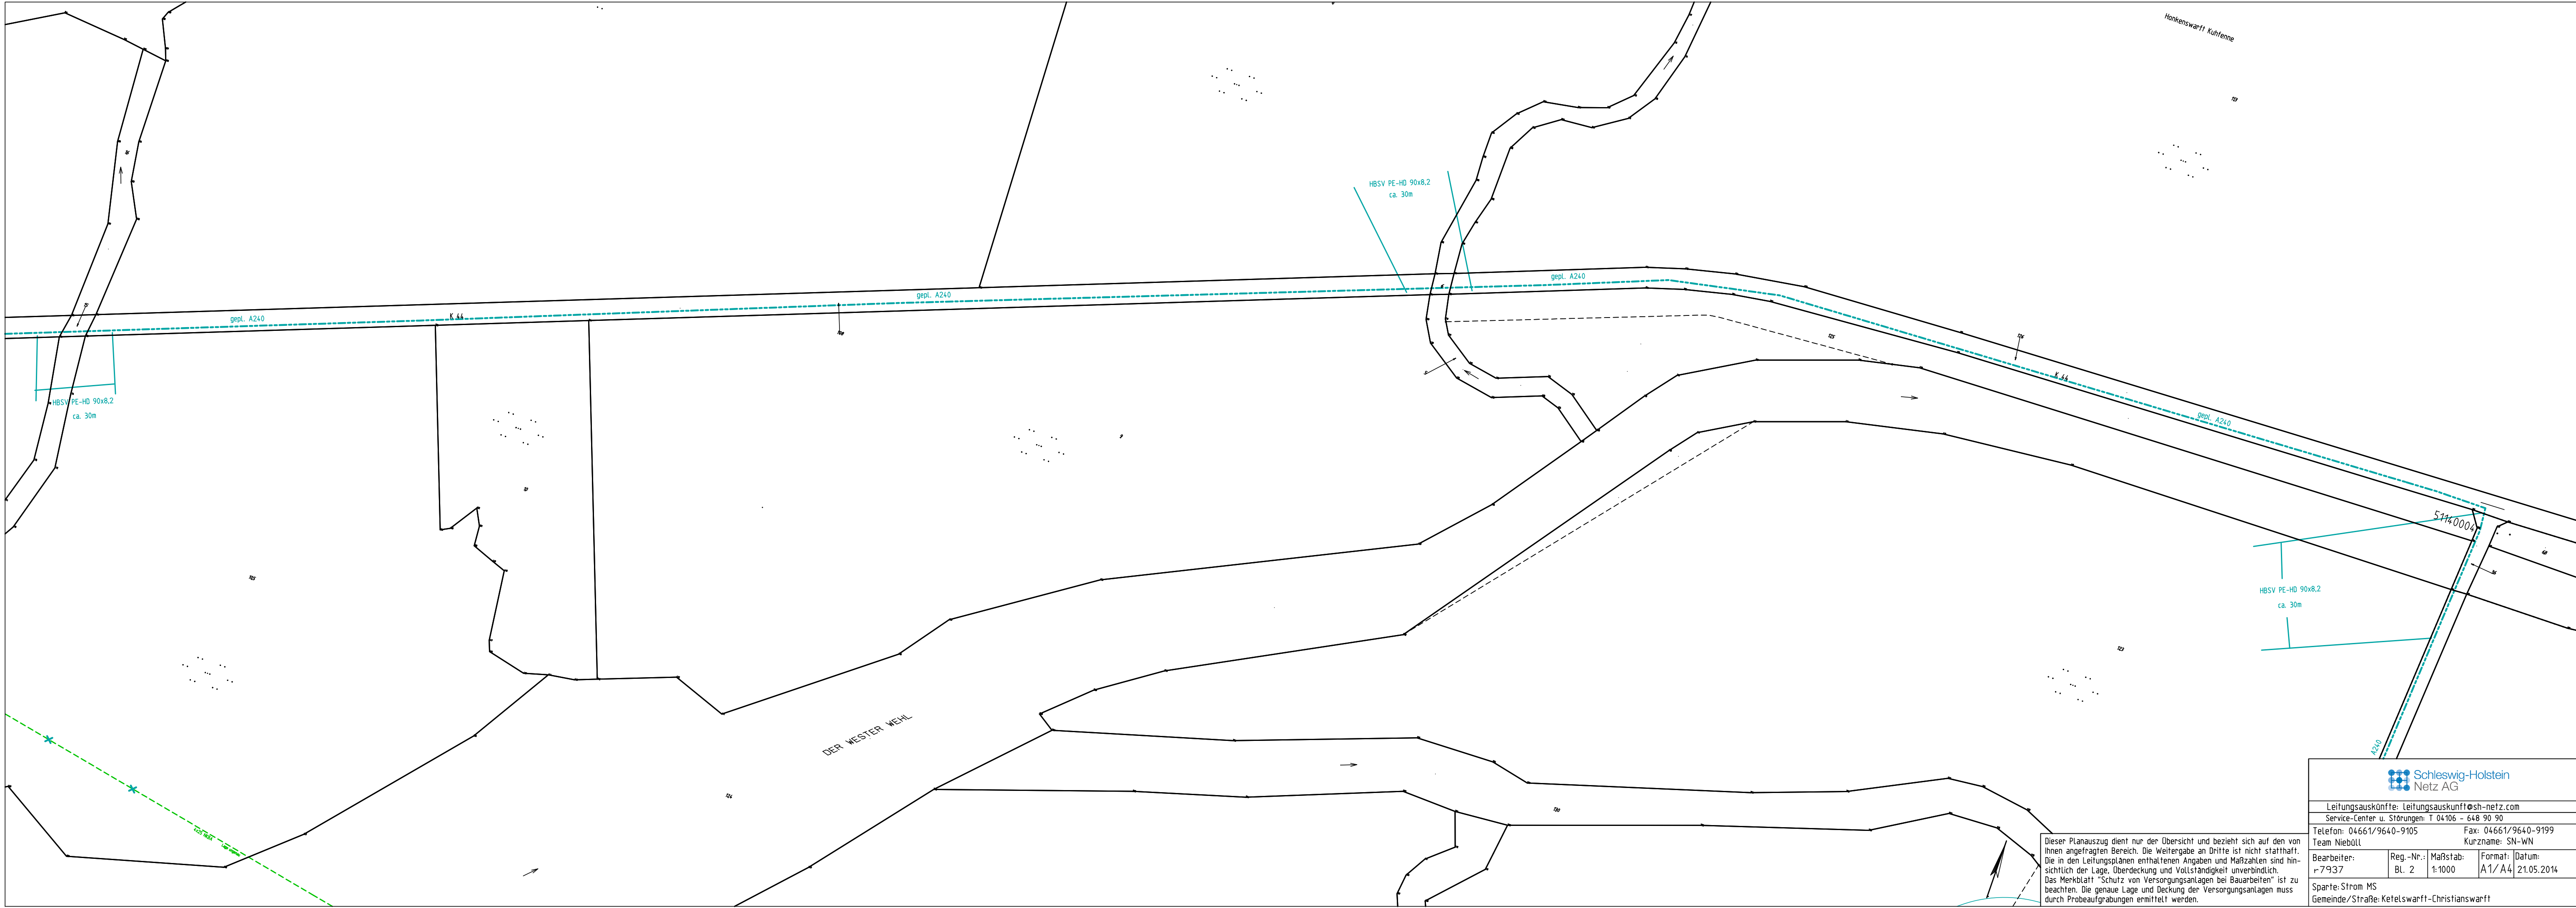 Honkenswarft Kuhfenne
HBSV PE-HD 90x8,2
ca. 30m
gepl. A240
gepl. A240
gepl. A240
K 44
K 44
gepl. A240
HBSV PE-HD 90x8,2
ca. 30m
51140004
HBSV PE-HD 90x8,2
ca. 30m
DER WESTER WEHL
A240
Schleswig-Holstein
Netz AG
Leitungsauskünfte: leitungsauskunft@sh-netz.com
Service-Center u. Störungen: T 04106 - 648 90 90
Telefon: 04661/9640-9105
Fax: 04661/9640-9199
Team Niebüll
Kurzname: SN-WN
Bearbeiter:
r7937
Reg.-Nr.:
Bl. 2
Maßstab:
1:1000
Format:
A1/A4
Datum:
21.05.2014
Sparte: Strom MS
Gemeinde/Straße: Ketelswarft-Christianswarft
Dieser Planauszug dient nur der Übersicht und bezieht sich auf den von
Ihnen angefragten Bereich. Die Weitergabe an Dritte ist nicht statthaft.
Die in den Leitungsplänen enthaltenen Angaben und Maßzahlen sind hin-
sichtlich der Lage, Überdeckung und Vollständigkeit unverbindlich.
Das Merkblatt "Schutz von Versorgungsanlagen bei Bauarbeiten" ist zu
beachten. Die genaue Lage und Deckung der Versorgungsanlagen muss
durch Probeaufgrabungen ermittelt werden.